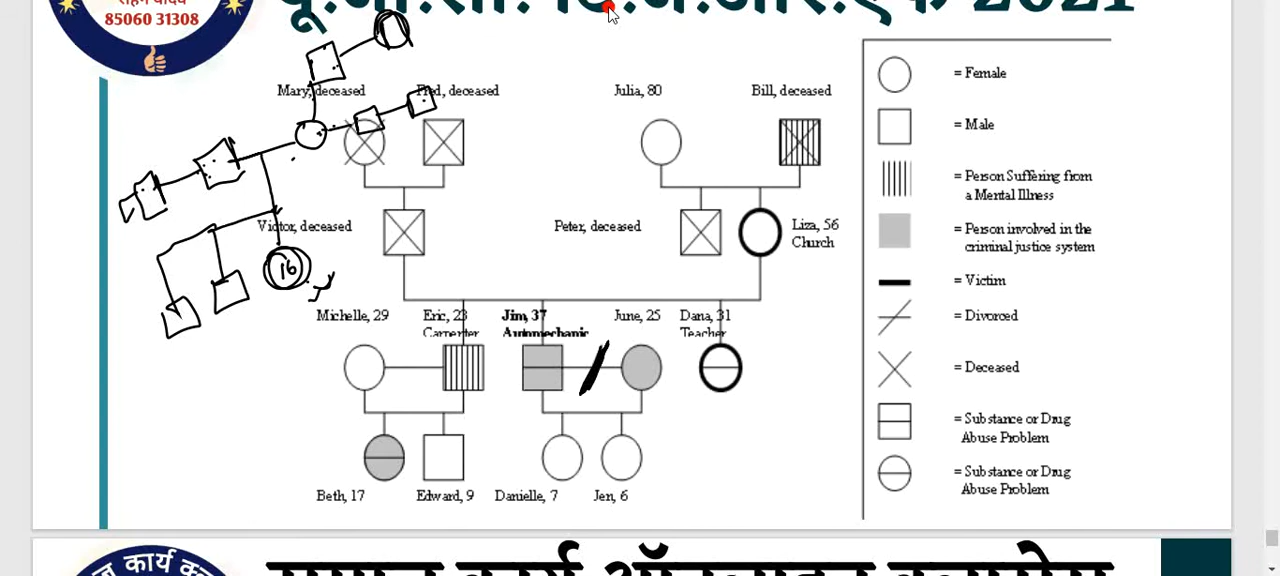 85060 31308
यू.जी.सी. जे.आर.एफ 2021
Mary, deceased
Fred, deceased
Julia, 80
Bill, deceased
Victor, deceased
Peter, deceased
Liza, 56
Church
Michelle, 29
Eric, 23
Carpenter
Jim, 37
Automechanic
June, 25
Dana, 31
Teacher
Beth, 17
Edward, 9
Danielle, 7
Jen, 6
16
= Female
= Male
= Person Suffering from
a Mental Illness
= Person involved in the
criminal justice system
= Victim
= Divorced
= Deceased
= Substance or Drug
Abuse Problem
= Substance or Drug
Abuse Problem
कार्य